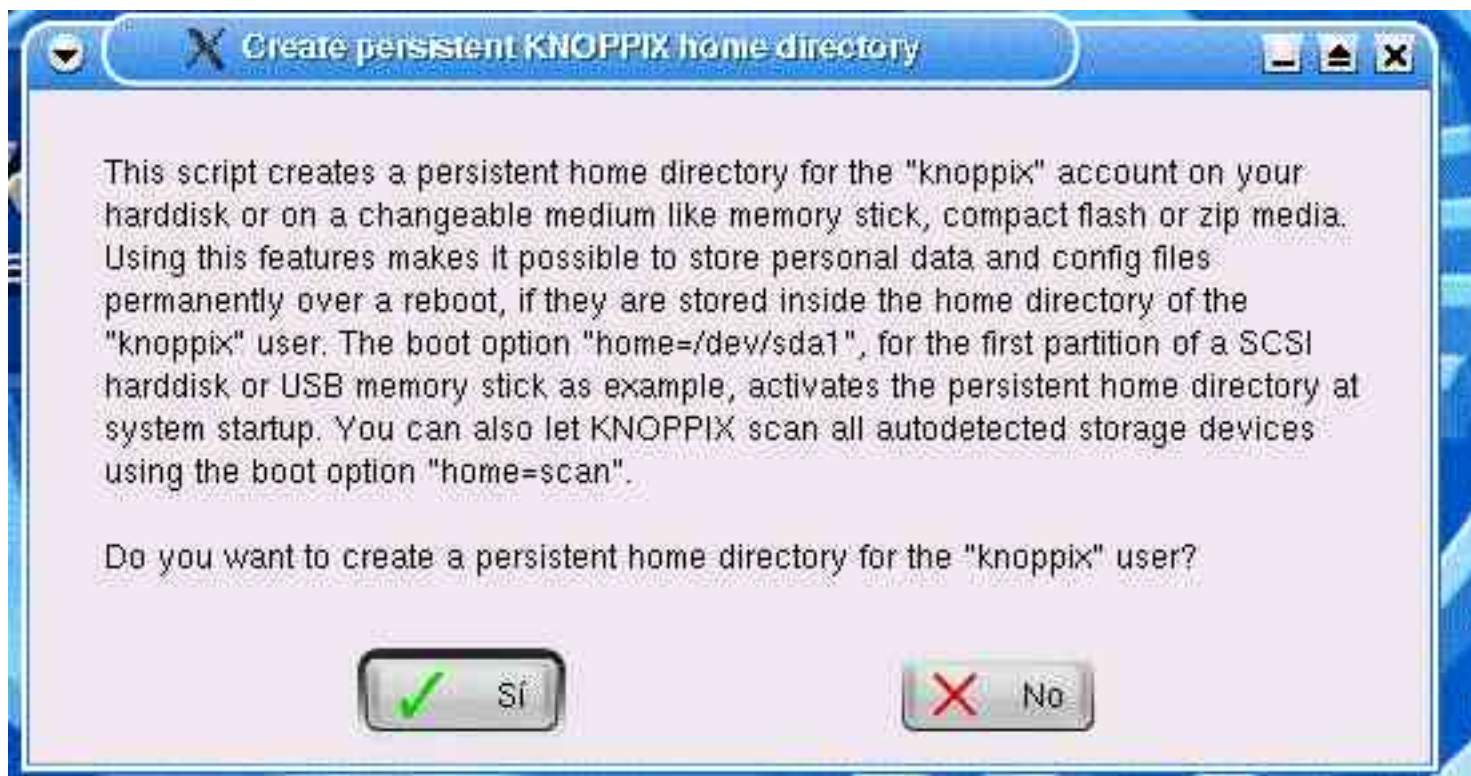 Create persistent KNOPPIX home directory
This script creates a persistent home directory for the "knoppix" account on your
harddisk or on a changeable medium like memory stick, compact flash or zip media.
Using this features makes it possible to store personal data and config files
permanently over a reboot, if they are stored inside the home directory of the
"knoppix" user. The boot option "home=/dev/sda1", for the first partition of a SCSI
harddisk or USB memory stick as example, activates the persistent home directory at
system startup. You can also let KNOPPIX scan all autodetected storage devices
using the boot option "home=scan".
Do you want to create a persistent home directory for the "knoppix" user?
Sí
No